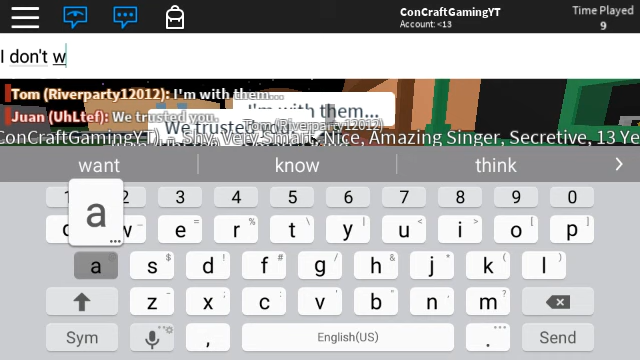 ConCraftGamingYT
Account: <13
Time Played
9
I don't w
Tom (Riverparty12012): I'm with them...
Juan (UhLtef): We trusted you.
I'm with them...
We trusted you.
Tom (Riverparty12012)
ConCraftGamingYT) - Shy, Very Smart, Nice, Amazing Singer, Secretive, 13 Ye
want know think
1 2 3 4 5 6 7 8 9 0
a
q w e r t y u i o p
a s d f g h j k l
z x c v b n m
Sym , English(US) . Send